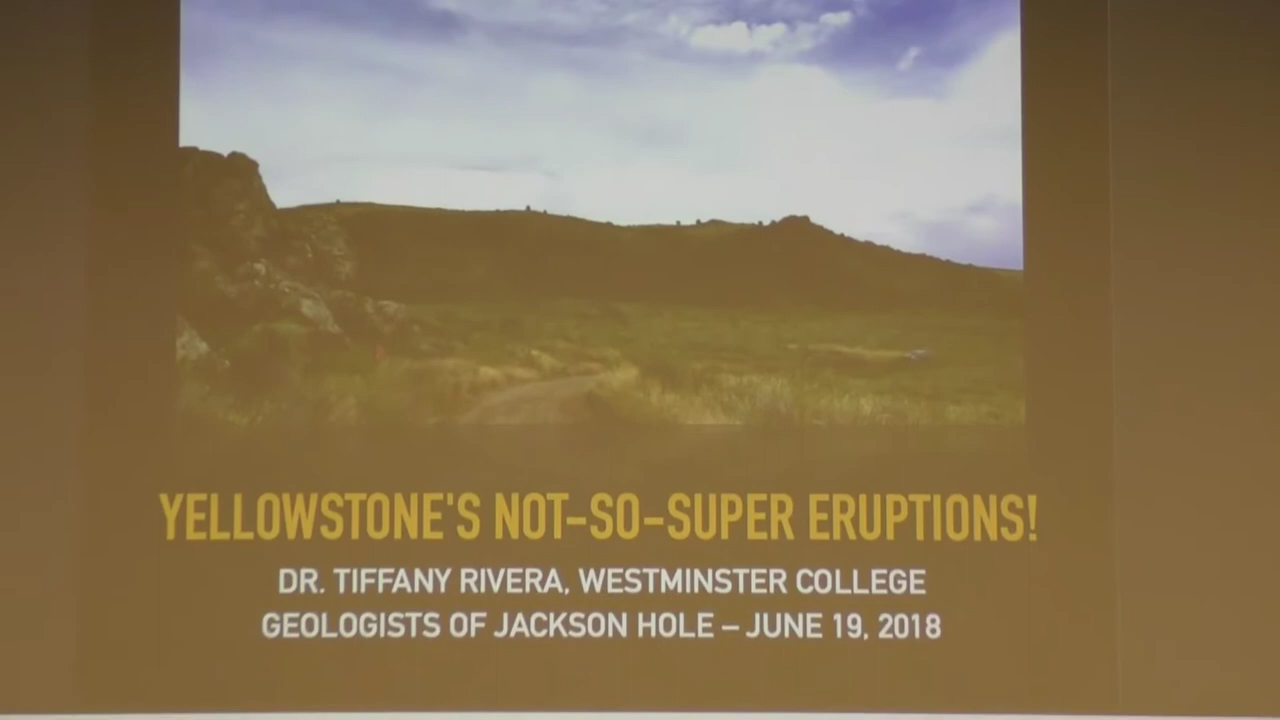 YELLOWSTONE'S NOT-SO-SUPER ERUPTIONS!
DR. TIFFANY RIVERA, WESTMINSTER COLLEGE
GEOLOGISTS OF JACKSON HOLE – JUNE 19, 2018